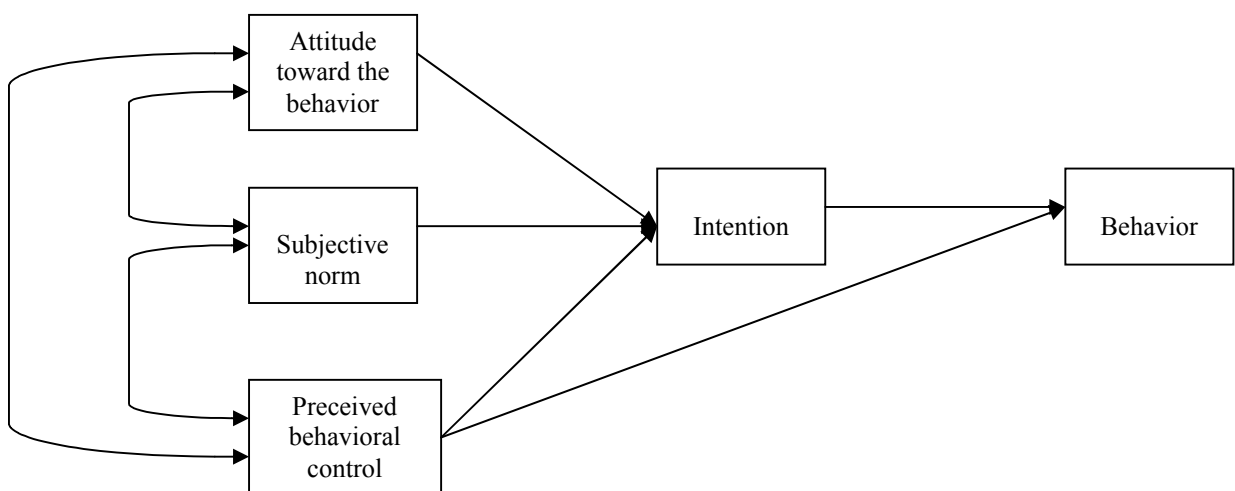 Attitude
toward the
behavior
Subjective
norm
Preceived
behavioral
control
Intention
Behavior